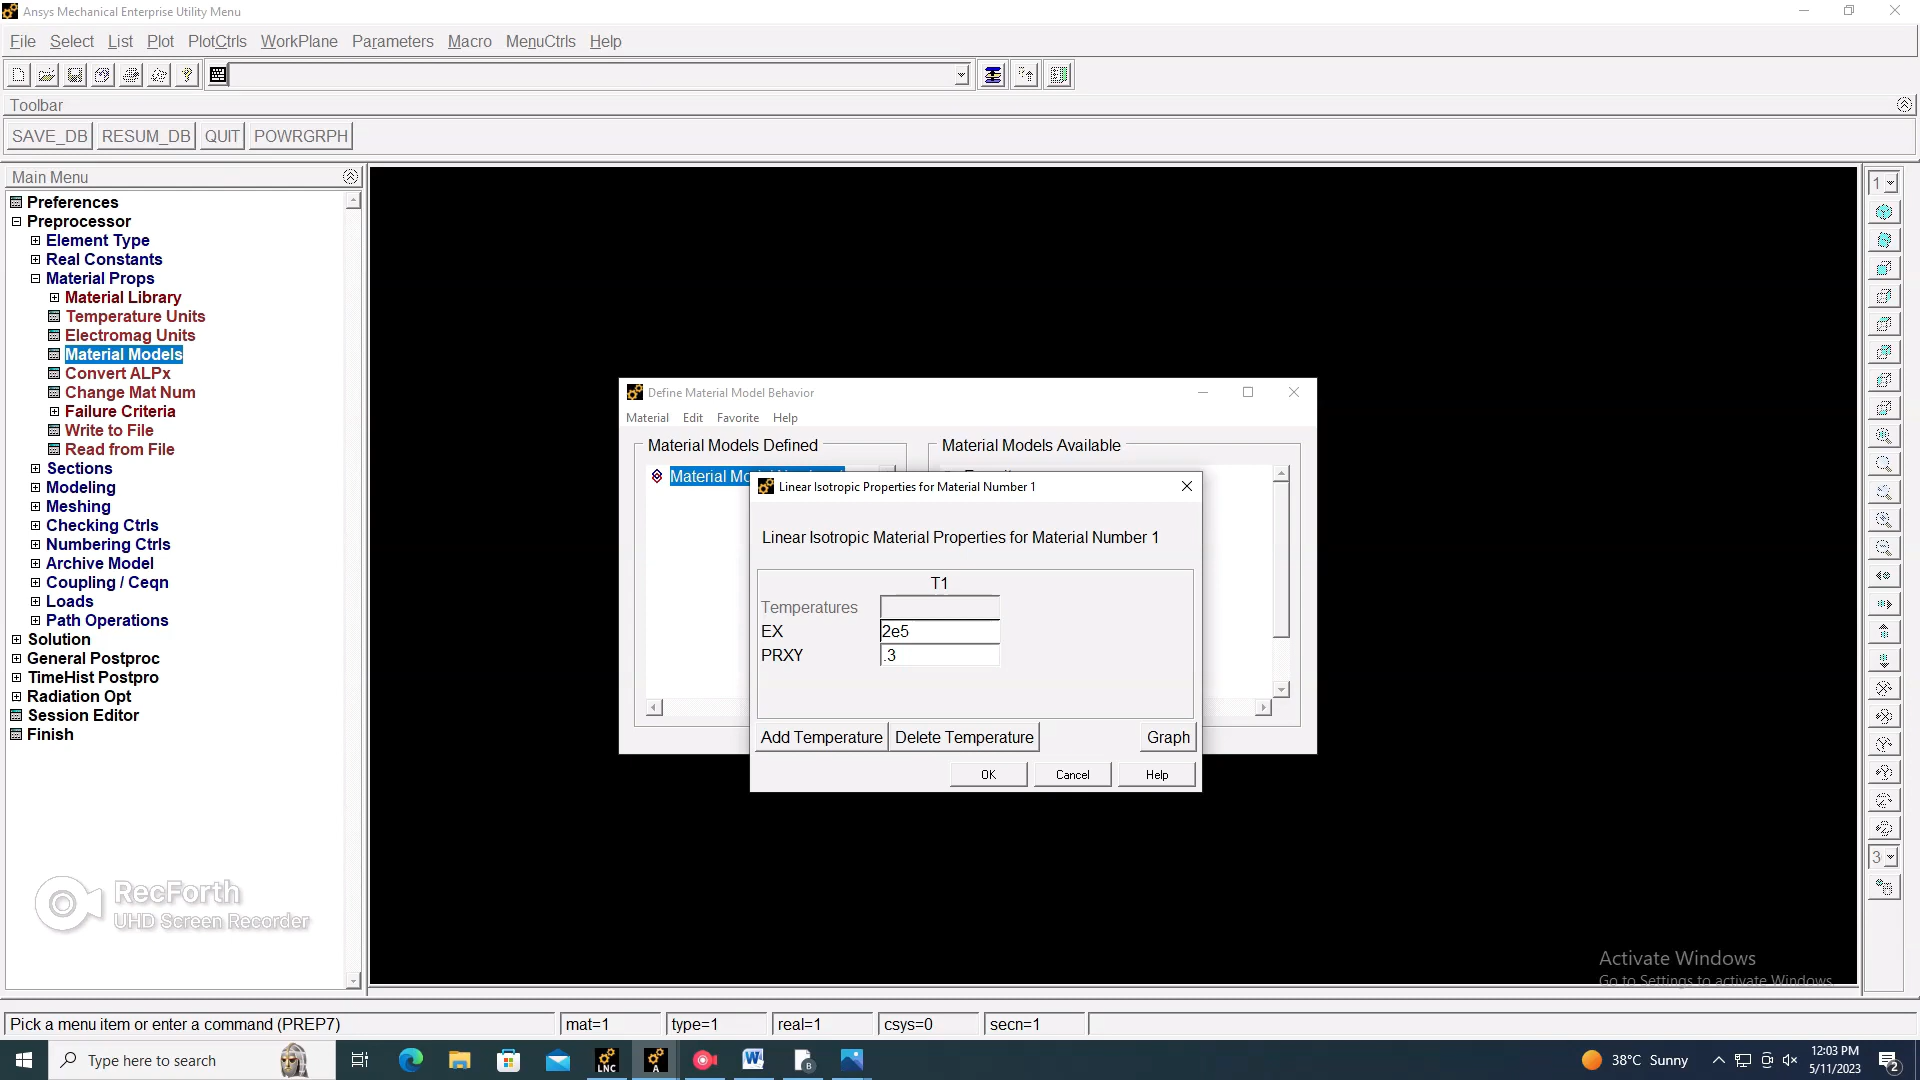 Ansys Mechanical Enterprise Utility Menu
File Select List Plot PlotCtrls WorkPlane Parameters Macro MenuCtrls Help
Toolbar
SAVE_DB RESUM_DB QUIT POWRGRPH
Main Menu
Preferences
Preprocessor
Element Type
Real Constants
Material Props
Material Library
Temperature Units
Electromag Units
Material Models
Convert ALPx
Change Mat Num
Failure Criteria
Write to File
Read from File
Sections
Modeling
Meshing
Checking Ctrls
Numbering Ctrls
Archive Model
Coupling / Ceqn
Loads
Path Operations
Solution
General Postproc
TimeHist Postpro
Radiation Opt
Session Editor
Finish
1
3
Define Material Model Behavior
Material Edit Favorite Help
Material Models Defined
Material Models Available
Linear Isotropic Properties for Material Number 1
Linear Isotropic Material Properties for Material Number 1
T1
Temperatures
EX 2e5
PRXY .3
Add Temperature Delete Temperature Graph
OK Cancel Help
RecForth
UHD Screen Recorder
Activate Windows
Go to Settings to activate Windows.
Pick a menu item or enter a command (PREP7) mat=1 type=1 real=1 csys=0 secn=1
Type here to search
LNC
A
38°C Sunny
12:03 PM
5/11/2023
2